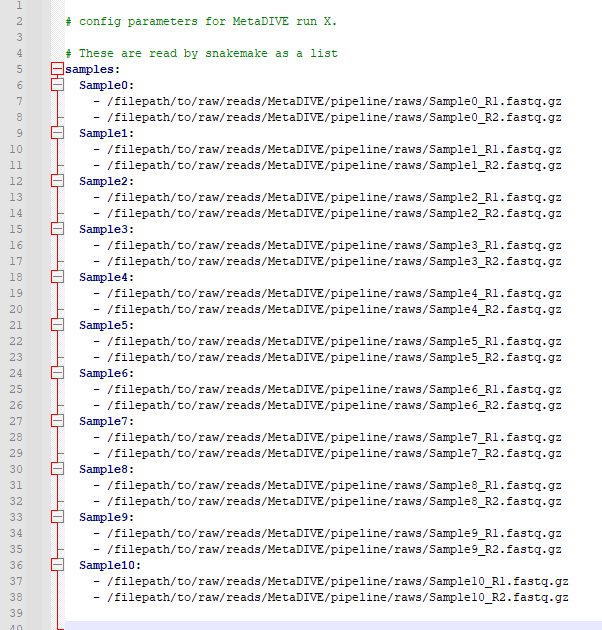 1
2 # config parameters for MetaDIVE run X.
3
4 # These are read by snakemake as a list
5 samples:
6 Sample0:
7 - /filepath/to/raw/reads/MetaDIVE/pipeline/raws/Sample0_R1.fastq.gz
8 - /filepath/to/raw/reads/MetaDIVE/pipeline/raws/Sample0_R2.fastq.gz
9 Sample1:
10 - /filepath/to/raw/reads/MetaDIVE/pipeline/raws/Sample1_R1.fastq.gz
11 - /filepath/to/raw/reads/MetaDIVE/pipeline/raws/Sample1_R2.fastq.gz
12 Sample2:
13 - /filepath/to/raw/reads/MetaDIVE/pipeline/raws/Sample2_R1.fastq.gz
14 - /filepath/to/raw/reads/MetaDIVE/pipeline/raws/Sample2_R2.fastq.gz
15 Sample3:
16 - /filepath/to/raw/reads/MetaDIVE/pipeline/raws/Sample3_R1.fastq.gz
17 - /filepath/to/raw/reads/MetaDIVE/pipeline/raws/Sample3_R2.fastq.gz
18 Sample4:
19 - /filepath/to/raw/reads/MetaDIVE/pipeline/raws/Sample4_R1.fastq.gz
20 - /filepath/to/raw/reads/MetaDIVE/pipeline/raws/Sample4_R2.fastq.gz
21 Sample5:
22 - /filepath/to/raw/reads/MetaDIVE/pipeline/raws/Sample5_R1.fastq.gz
23 - /filepath/to/raw/reads/MetaDIVE/pipeline/raws/Sample5_R2.fastq.gz
24 Sample6:
25 - /filepath/to/raw/reads/MetaDIVE/pipeline/raws/Sample6_R1.fastq.gz
26 - /filepath/to/raw/reads/MetaDIVE/pipeline/raws/Sample6_R2.fastq.gz
27 Sample7:
28 - /filepath/to/raw/reads/MetaDIVE/pipeline/raws/Sample7_R1.fastq.gz
29 - /filepath/to/raw/reads/MetaDIVE/pipeline/raws/Sample7_R2.fastq.gz
30 Sample8:
31 - /filepath/to/raw/reads/MetaDIVE/pipeline/raws/Sample8_R1.fastq.gz
32 - /filepath/to/raw/reads/MetaDIVE/pipeline/raws/Sample8_R2.fastq.gz
33 Sample9:
34 - /filepath/to/raw/reads/MetaDIVE/pipeline/raws/Sample9_R1.fastq.gz
35 - /filepath/to/raw/reads/MetaDIVE/pipeline/raws/Sample9_R2.fastq.gz
36 Sample10:
37 - /filepath/to/raw/reads/MetaDIVE/pipeline/raws/Sample10_R1.fastq.gz
38 - /filepath/to/raw/reads/MetaDIVE/pipeline/raws/Sample10_R2.fastq.gz
39
40